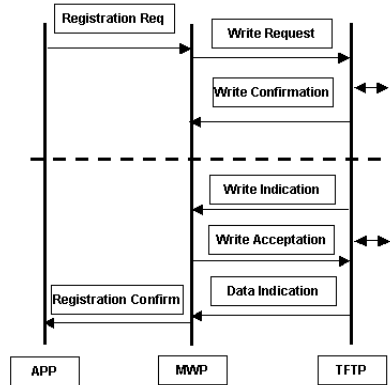 Registration Req
Write Request
Write Confirmation
Write Indication
Write Acceptation
Data Indication
Registration Confirm
APP
MWP
TFTP